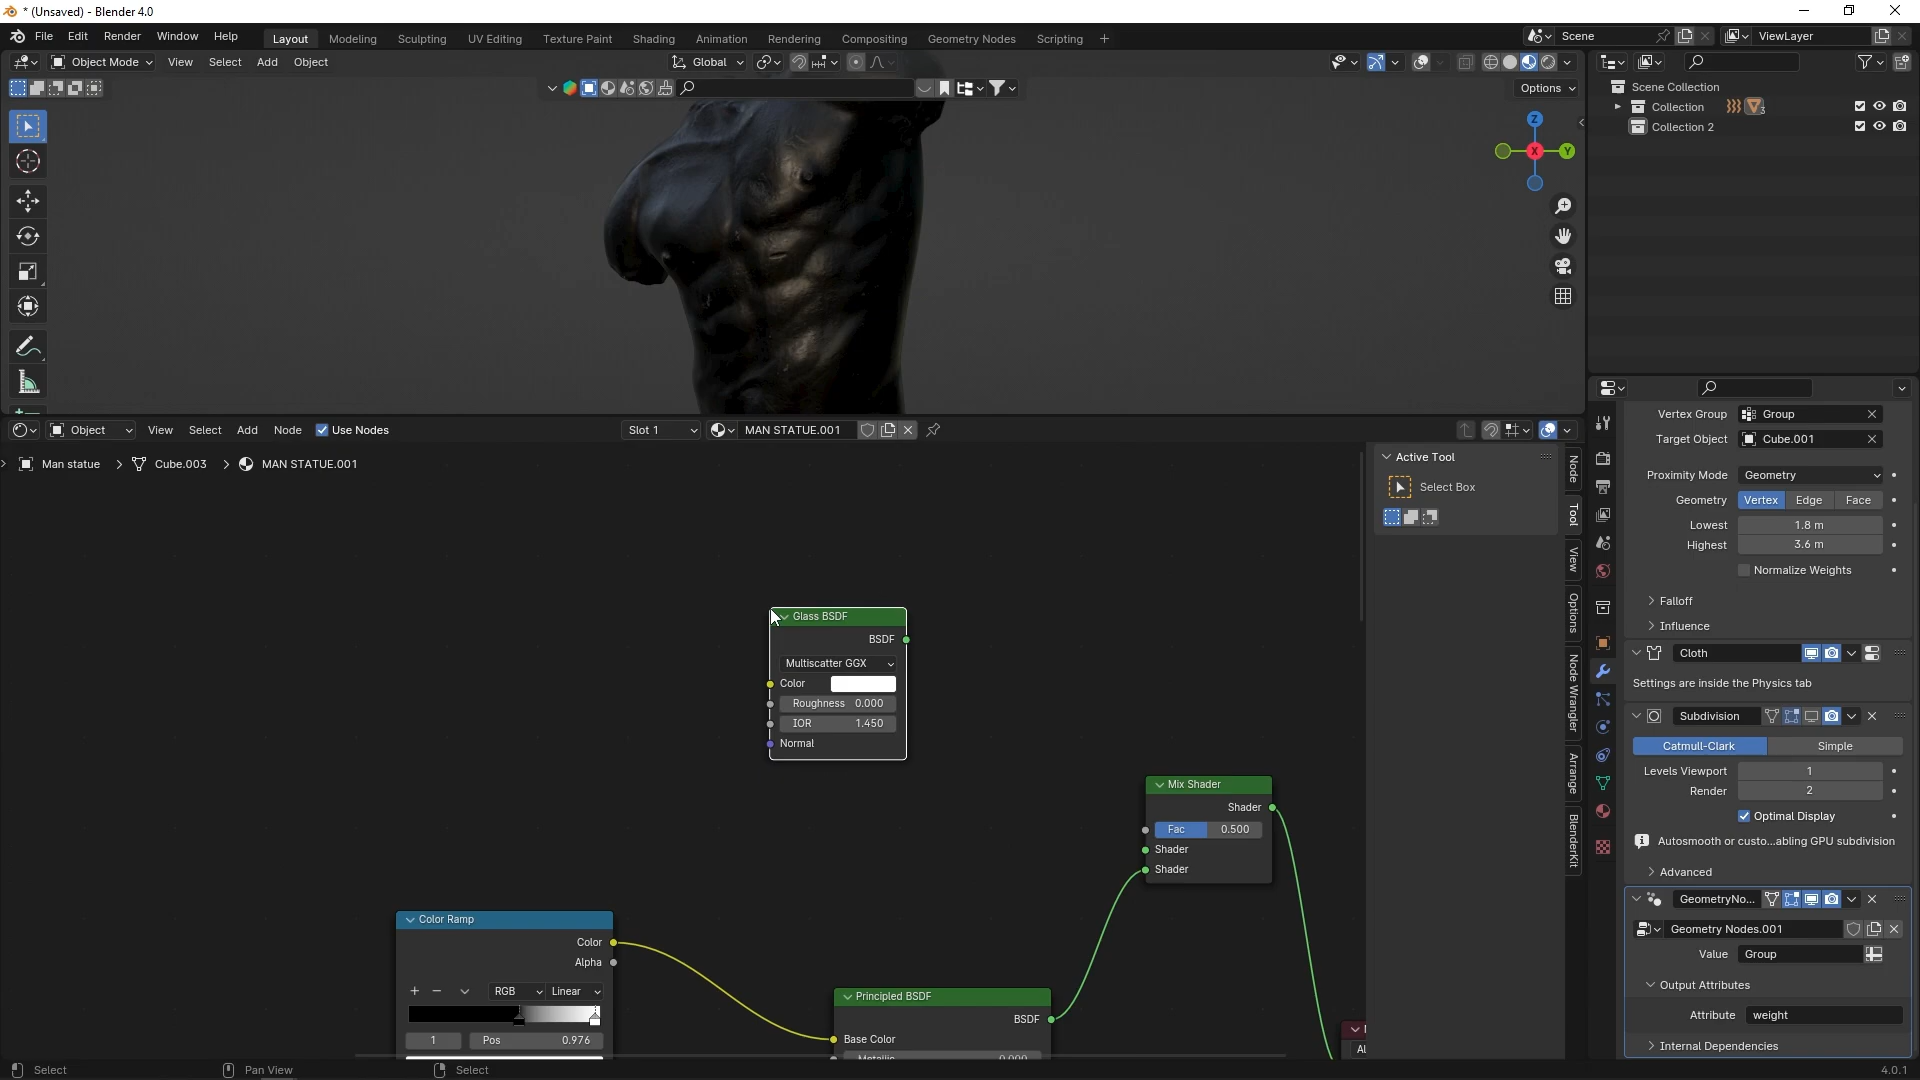 * (Unsaved) - Blender 4.0
File Edit Render Window Help
Layout Modeling Sculpting UV Editing Texture Paint Shading Animation Rendering Compositing Geometry Nodes Scripting +
Scene
ViewLayer
Object Mode View Select Add Object
Global
Options
Z
X
Y
Scene Collection
Collection 3
Collection 2
Object View Select Add Node Use Nodes
Slot 1
MAN STATUE.001
Man statue > Cube.003 > MAN STATUE.001
Active Tool
Select Box
Node
Tool
View
Options
Node Wrangler
Arrange
BlenderKit
Glass BSDF
BSDF
Multiscatter GGX
Color
Roughness 0.000
IOR 1.450
Normal
Mix Shader
Shader
Fac 0.500
Shader
Shader
Color Ramp
Color
Alpha
+ − RGB Linear
1 Pos 0.976
Principled BSDF
BSDF
Base Color
Metallic 0.000
Al
Vertex Group Group
Target Object Cube.001
Proximity Mode Geometry
Geometry Vertex Edge Face
Lowest 1.8 m
Highest 3.6 m
Normalize Weights
Falloff
Influence
Cloth
Settings are inside the Physics tab
Subdivision
Catmull-Clark Simple
Levels Viewport 1
Render 2
Optimal Display
Autosmooth or custo...abling GPU subdivision
Advanced
GeometryNo...
Geometry Nodes.001
Value Group
Output Attributes
Attribute weight
Internal Dependencies
Select
Pan View
Select
4.0.1